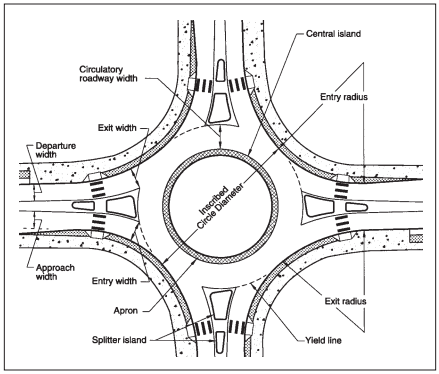 Central island
Circulatory
roadway width
Entry radius
Exit width
Departure
width
Inscribed
Circle Diameter
Approach
width
Entry width
Apron
Exit radius
Splitter island
Yield line